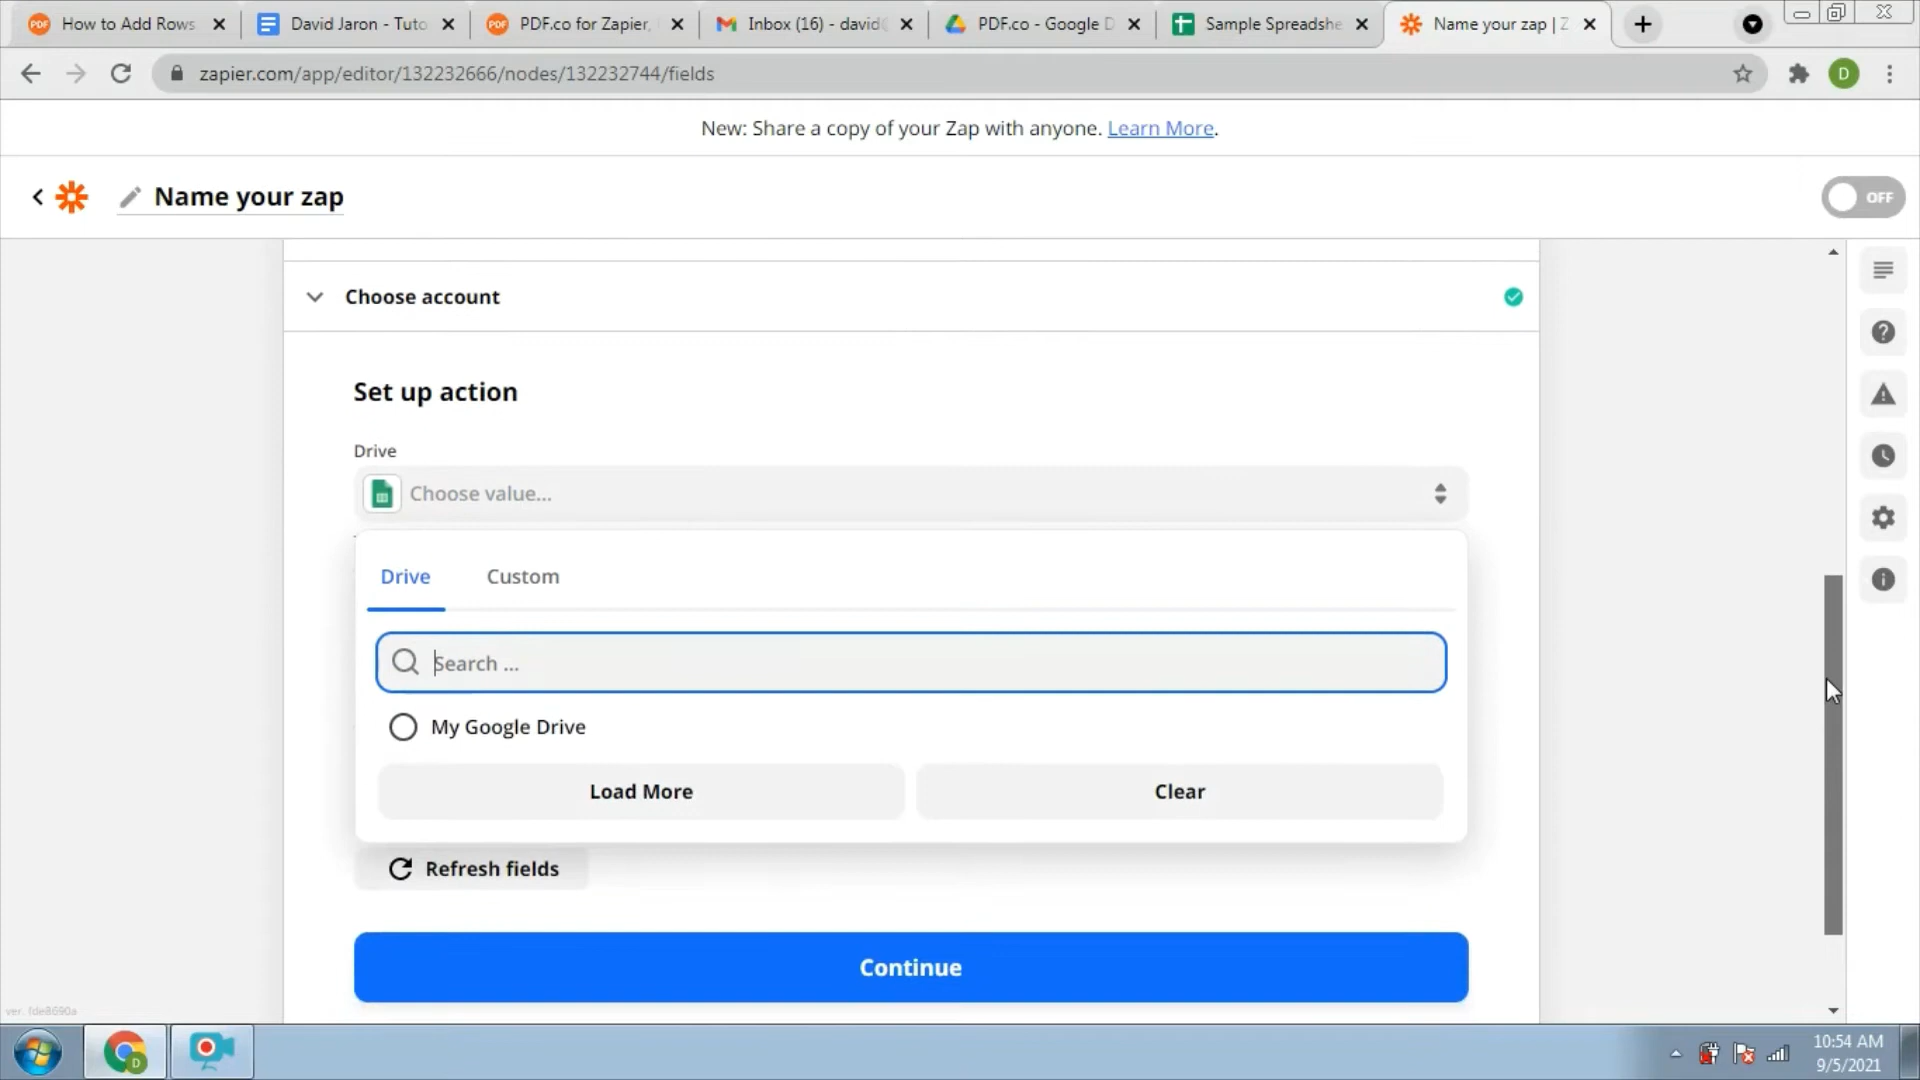 How to Add Rows
David Jaron - Tuto
PDF.co for Zapier,
Inbox (16) - david@
PDF.co - Google D
Sample Spreadshe
Name your zap | Z
zapier.com/app/editor/132232666/nodes/132232744/fields
D
New: Share a copy of your Zap with anyone. Learn More.
Name your zap
OFF
Choose account
Set up action
Drive
Choose value...
Drive
Custom
Search ...
My Google Drive
Load More
Clear
Refresh fields
Continue
ver. fde8690a
10:54 AM
9/5/2021